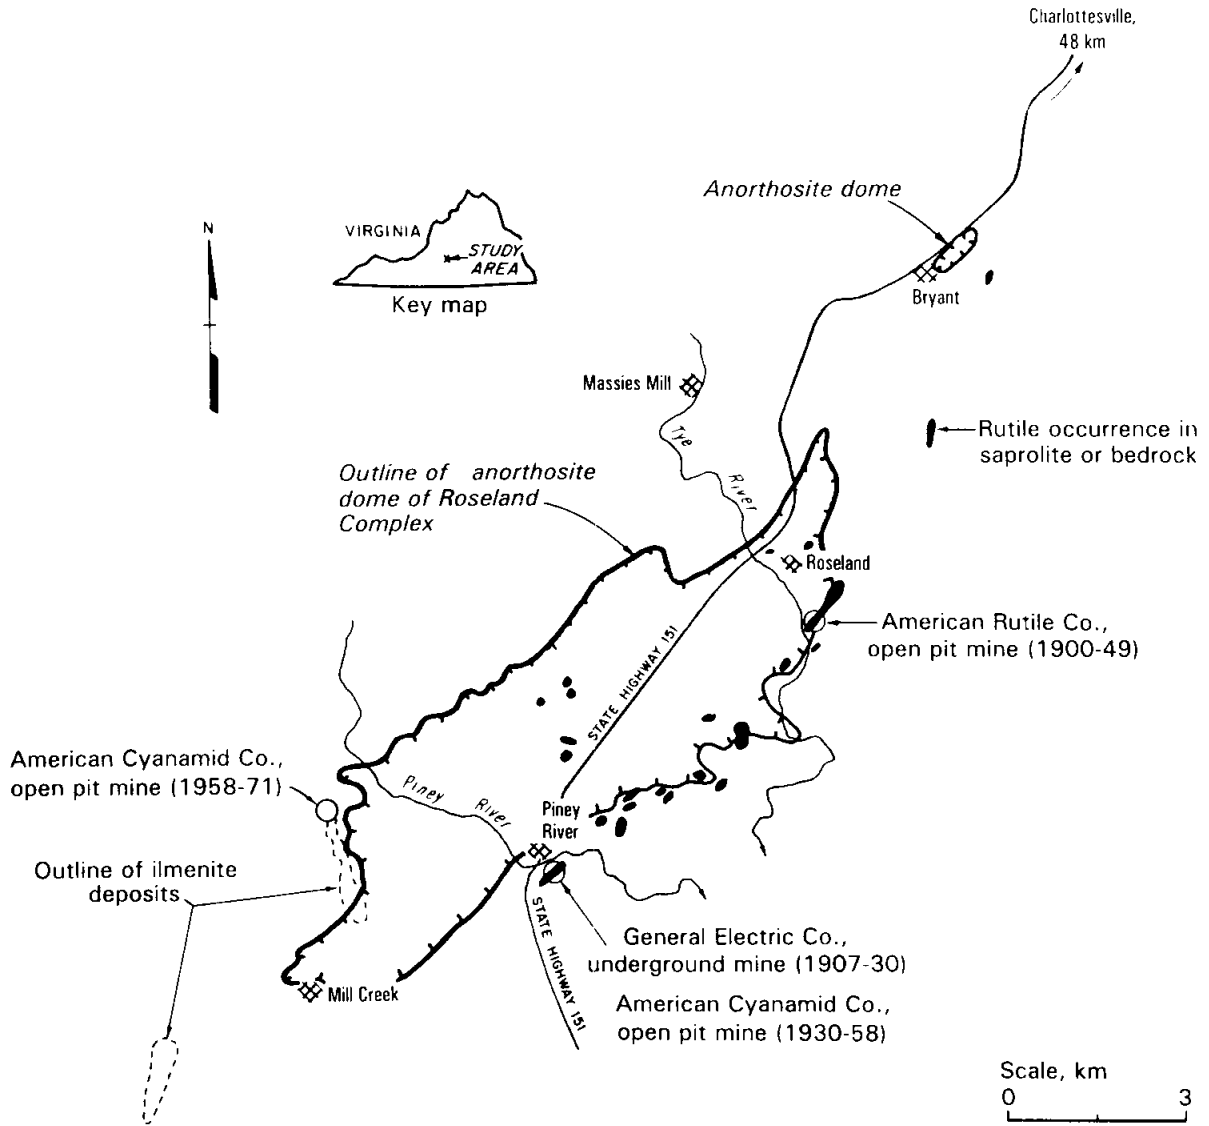 Charlottesville,
48 km
Anorthosite dome
N
VIRGINIA
STUDY
AREA
Key map
Bryant
Massies Mill
Tye
River
Rutile occurrence in
saprolite or bedrock
Outline of anorthosite
dome of Roseland
Complex
Roseland
American Rutile Co.,
open pit mine (1900-49)
STATE HIGHWAY 151
American Cyanamid Co.,
open pit mine (1958-71)
Piney
River
Piney
River
Outline of ilmenite
deposits
STATE HIGHWAY 151
General Electric Co.,
underground mine (1907-30)
Mill Creek
American Cyanamid Co.,
open pit mine (1930-58)
Scale, km
0 3